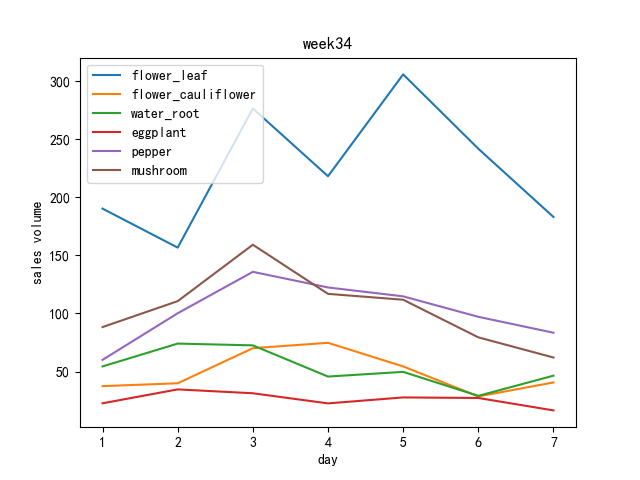 week34
flower_leaf
flower_cauliflower
water_root
eggplant
pepper
mushroom
300
250
200
150
100
50
sales volume
1 2 3 4 5 6 7
day